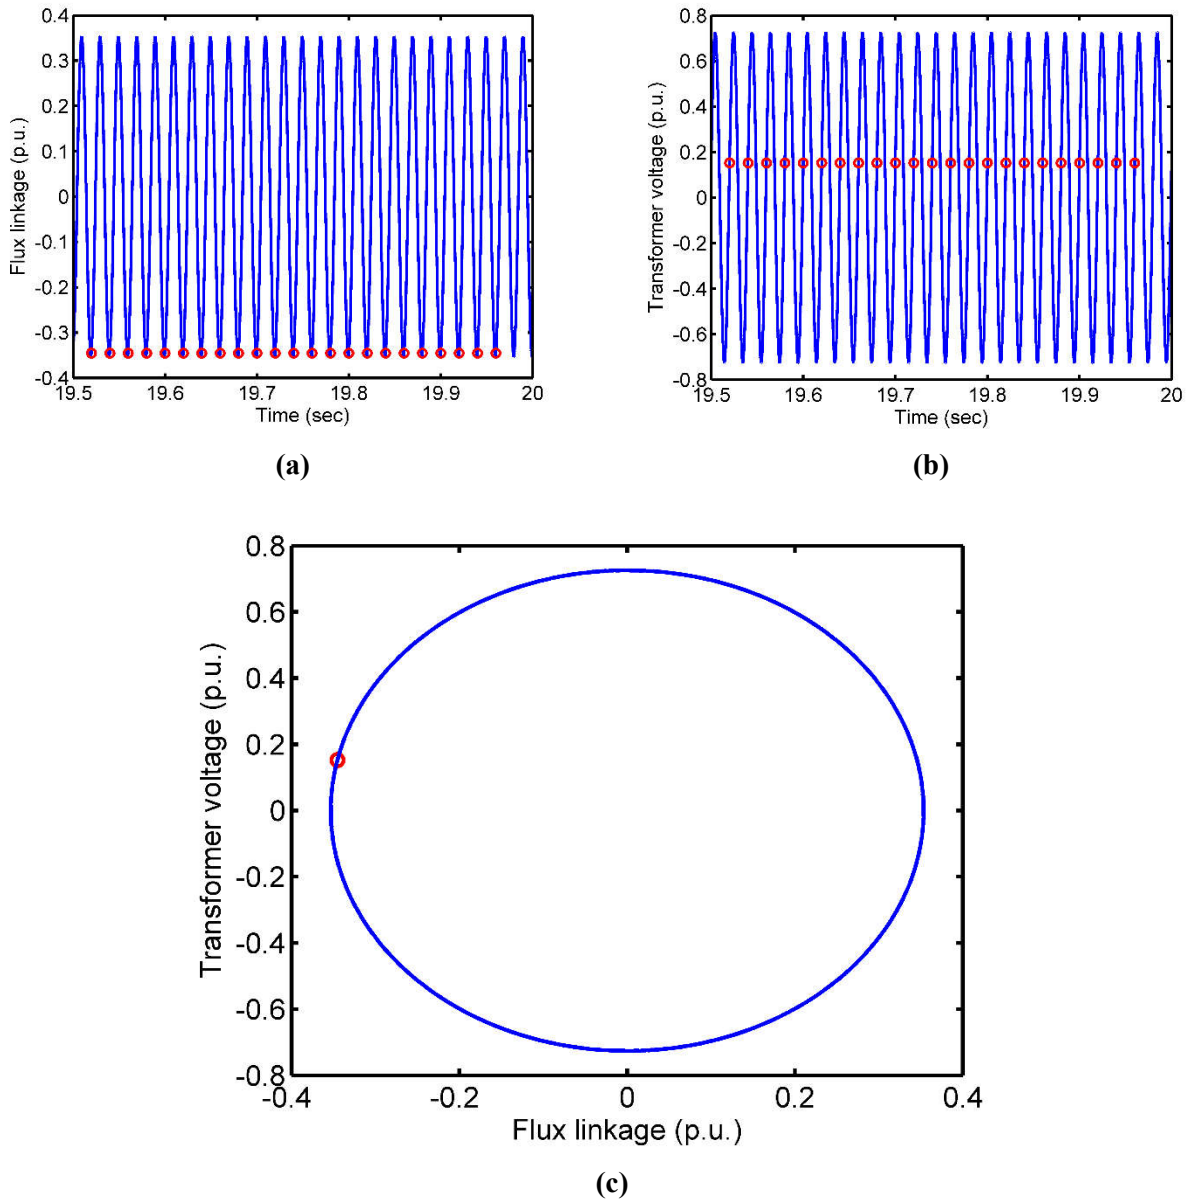 0.4
0.3
0.2
0.1
0
-0.1
-0.2
-0.3
-0.4
Flux linkage (p.u.)
19.5 19.6 19.7 19.8 19.9 20
Time (sec)
(a)
0.8
0.6
0.4
0.2
0
-0.2
-0.4
-0.6
-0.8
Transformer voltage (p.u.)
19.5 19.6 19.7 19.8 19.9 20
Time (sec)
(b)
0.8
0.6
0.4
0.2
0
-0.2
-0.4
-0.6
-0.8
Transformer voltage (p.u.)
-0.4 -0.2 0 0.2 0.4
Flux linkage (p.u.)
(c)